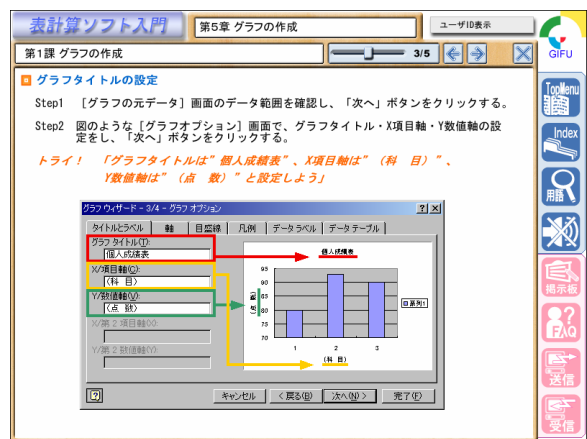 表計算ソフト入門
第5章 グラフの作成
ユーザID表示
第1課 グラフの作成
3/5
GIFU
グラフタイトルの設定
Step1 [グラフの元データ] 画面のデータ範囲を確認し、「次へ」ボタンをクリックする。
Step2 図のような [グラフオプション] 画面で、グラフタイトル・X項目軸・Y数値軸の設
定をし、「次へ」ボタンをクリックする。
トライ! 「グラフタイトルは”個人成績表”、X項目軸は”(科 目)”、
Y数値軸は”(点 数)”と設定しよう」
グラフ ウィザード - 3/4 - グラフ オプション
タイトルとラベル 軸 目盛線 凡例 データ ラベル データ テーブル
グラフ タイトル(T):
個人成績表
X/項目軸(C):
(科 目)
Y/数値軸(V):
(点 数)
X/第 2 項目軸(X):
Y/第 2 数値軸(Y):
個人成績表
95
90
85
80
75
70
(点 数)
1 2 3
(科 目)
系列1
キャンセル < 戻る(B) 次へ(N) > 完了(F)
TopMenu
Index
用語
掲示板
FAQ
送信
受信